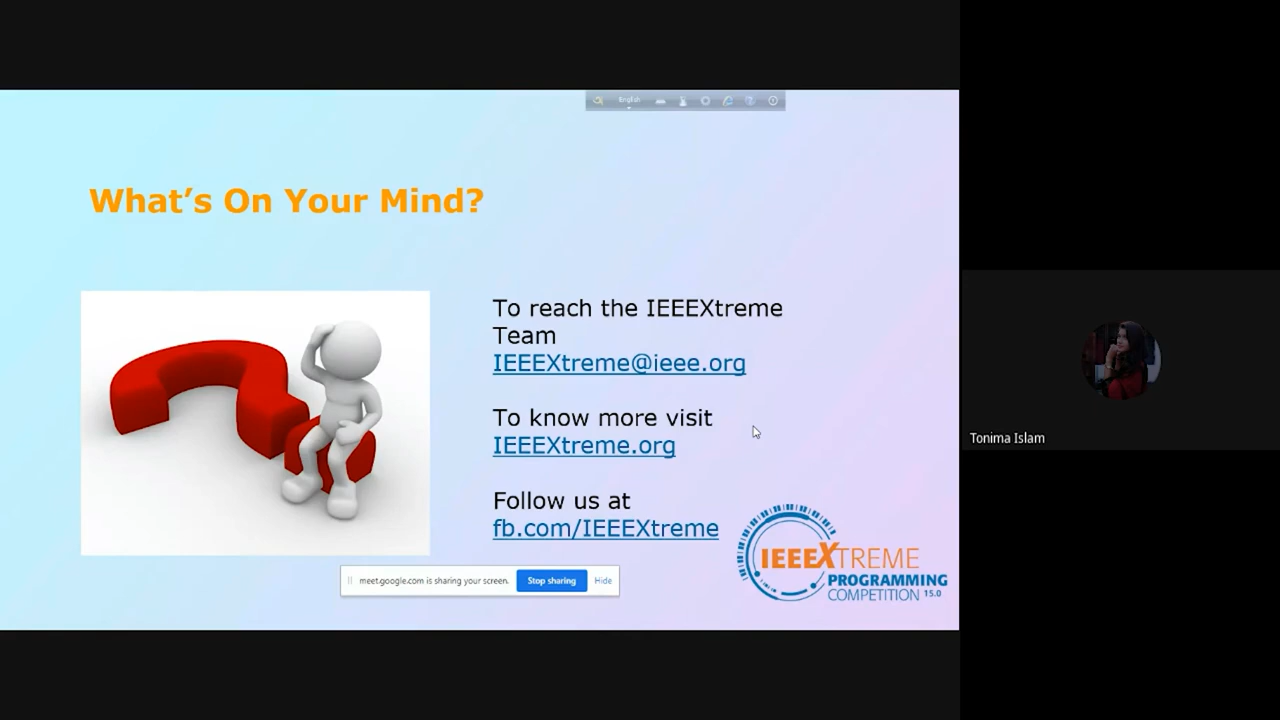 English
What's On Your Mind?
To reach the IEEEXtreme
Team
IEEEXtreme@ieee.org
To know more visit
IEEEXtreme.org
Follow us at
fb.com/IEEEXtreme
IEEEXTREME
PROGRAMMING
COMPETITION 15.0
meet.google.com is sharing your screen.
Stop sharing
Hide
Tonima Islam